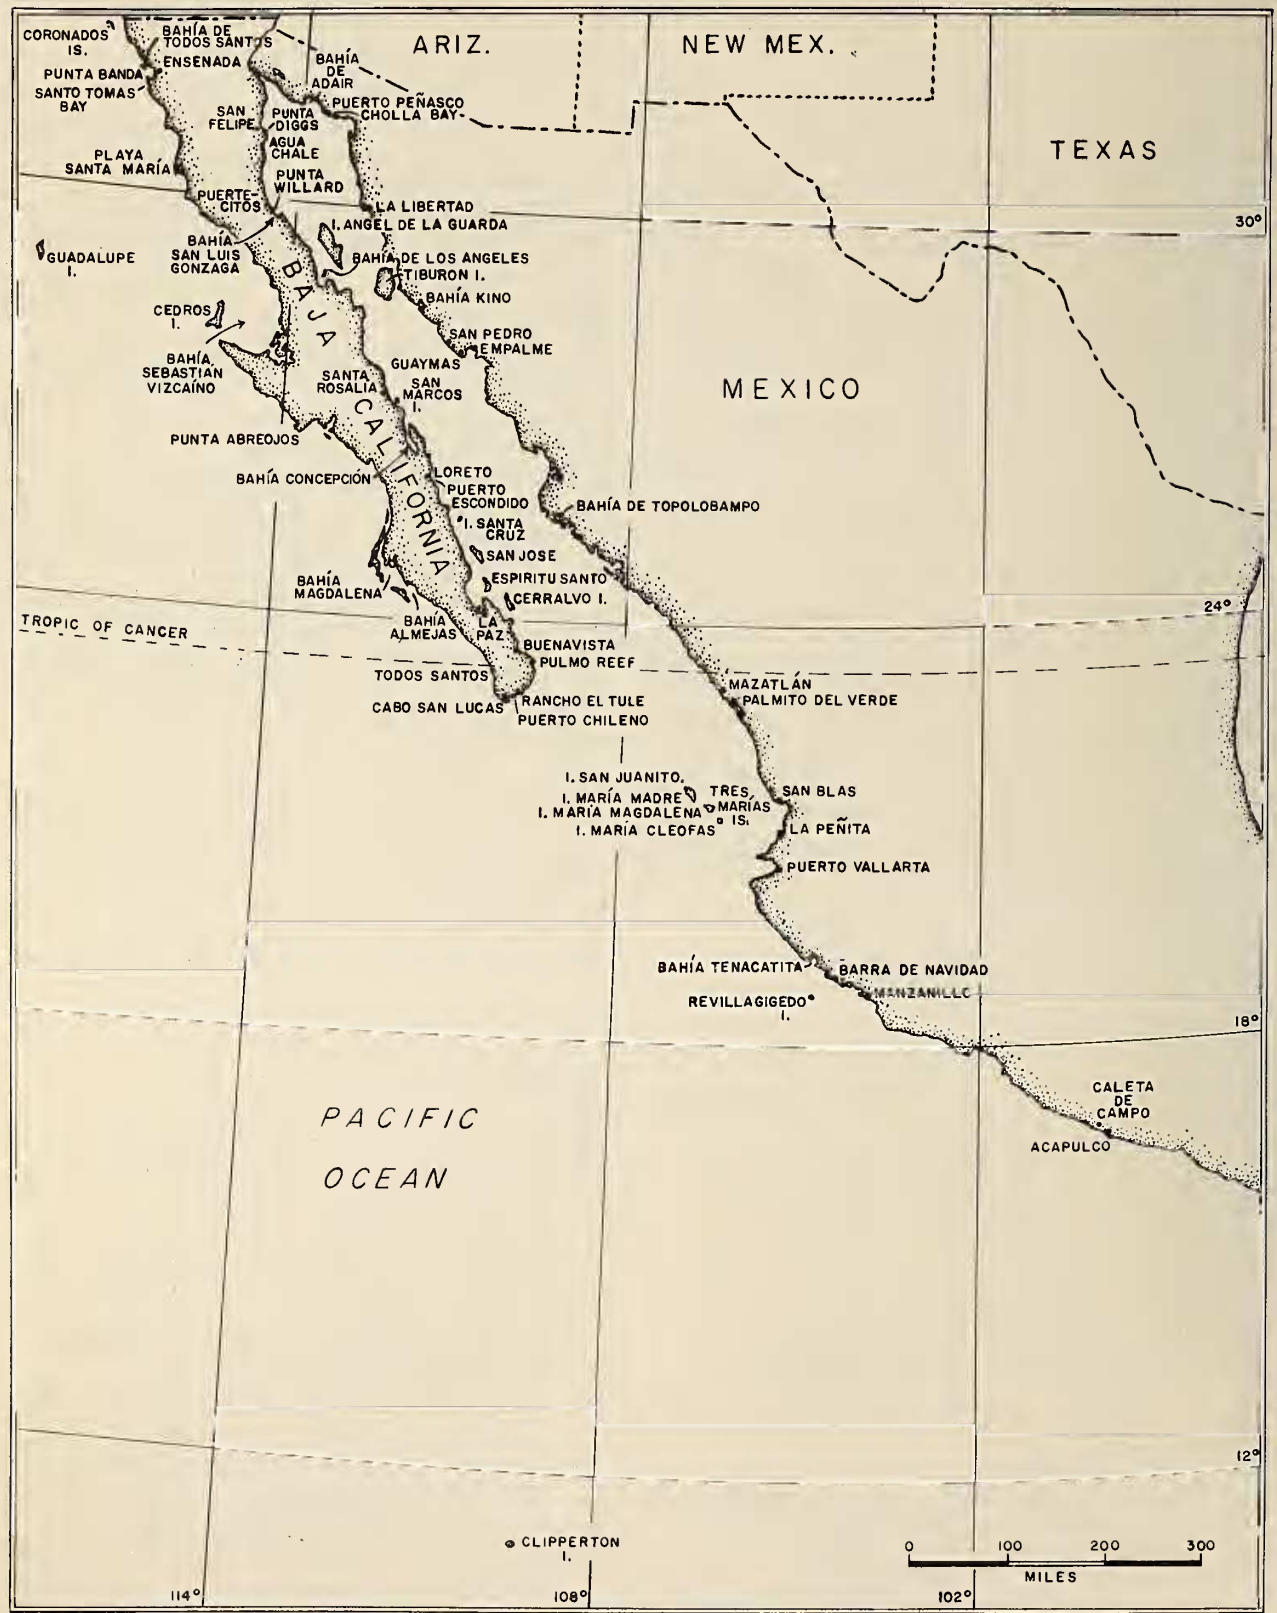 CORONADOS
IS.
BAHÍA DE
TODOS SANTOS
ENSENADA
PUNTA BANDA
SANTO TOMAS
BAY
ARIZ.
NEW MEX.
TEXAS
BAHÍA
DE
ADAIR
PUERTO PEÑASCO
CHOLLA BAY
SAN
FELIPE
PUNTA
DIGGS
AGUA
CHALE
PLAYA
SANTA MARÍA
PUNTA
WILLARD
PUERTE-
CITOS
LA LIBERTAD
I. ANGEL DE LA GUARDA
30°
BAHÍA
SAN LUIS
GONZAGA
GUADALUPE
I.
BAHÍA DE LOS ANGELES
TIBURON I.
BAHÍA KINO
CEDROS
I.
SAN PEDRO
EMPALME
GUAYMAS
BAHÍA
SEBASTIAN
VIZCAÍNO
SANTA
ROSALIA
SAN
MARCOS
I.
MEXICO
BAJA CALIFORNIA
PUNTA ABREOJOS
BAHÍA CONCEPCIÓN
LORETO
PUERTO
ESCONDIDO
BAHÍA DE TOPOLOBAMPO
I. SANTA
CRUZ
SAN JOSE
ESPIRITU SANTO
CERRALVO I.
BAHÍA
MAGDALENA
24°
BAHÍA
ALMEJAS
LA
PAZ
TROPIC OF CANCER
BUENAVISTA
PULMO REEF
TODOS SANTOS
CABO SAN LUCAS
RANCHO EL TULE
PUERTO CHILENO
MAZATLÁN
PALMITO DEL VERDE
I. SAN JUANITO
I. MARÍA MADRE
I. MARÍA MAGDALENA
I. MARÍA CLEOFAS
TRES
MARÍAS
IS.
SAN BLAS
LA PEÑITA
PUERTO VALLARTA
BAHÍA TENACATITA
BARRA DE NAVIDAD
MANZANILLO
REVILLAGIGEDO
I.
18°
CALETA
DE
CAMPO
ACAPULCO
PACIFIC
OCEAN
12°
CLIPPERTON
I.
0 100 200 300
MILES
114°
108°
102°